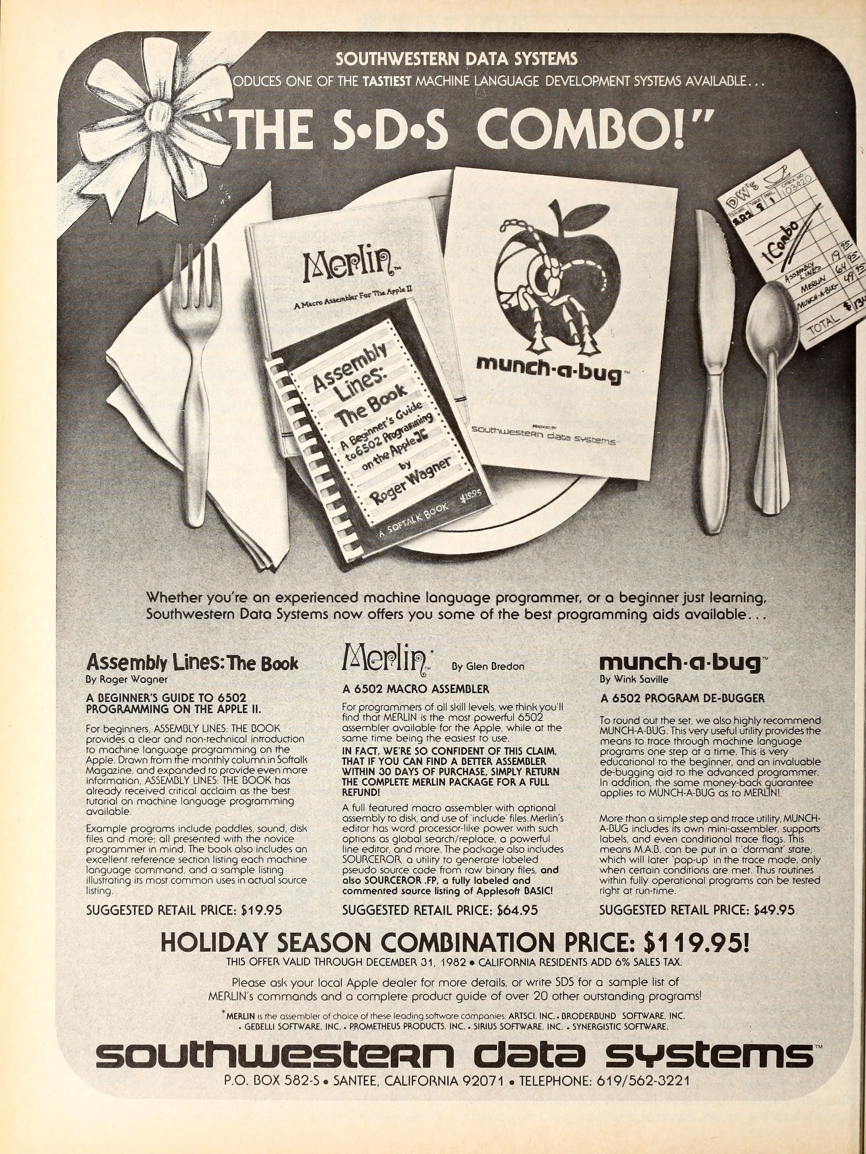 SOUTHWESTERN DATA SYSTEMS
ODUCES ONE OF THE TASTIEST MACHINE LANGUAGE DEVELOPMENT SYSTEMS AVAILABLE...
"THE S•D•S COMBO!"
DW's
CHECK NO.
103420
1 Combo
ASSEMBLY
LINES 19.95
MERLIN 64.95
MUNCH-A-BUG 49.95
TOTAL
Merlin™
A Macro Assembler For The Apple II
Assembly
Lines:
The Book
A Beginner's Guide
to 6502 Programming
on the Apple ][
by
Roger Wagner
A SOFTALK BOOK $19.95
munch-a-bug™
PRODUCED BY
southwestern data systems
Whether you're an experienced machine language programmer, or a beginner just learning,
Southwestern Data Systems now offers you some of the best programming aids available...
Assembly Lines: The Book
By Roger Wagner
A BEGINNER'S GUIDE TO 6502
PROGRAMMING ON THE APPLE II.
For beginners, ASSEMBLY LINES: THE BOOK
provides a clear and non-technical introduction
to machine language programming on the
Apple. Drawn from the monthly column in Softalk
Magazine, and expanded to provide even more
information, ASSEMBLY LINES: THE BOOK has
already received critical acclaim as the best
tutorial on machine language programming
available.
Example programs include paddles, sound, disk
files and more; all presented with the novice
programmer in mind. The book also includes an
excellent reference section listing each machine
language command, and a sample listing
illustrating its most common uses in actual source
listing.
SUGGESTED RETAIL PRICE: $19.95
Merlin™*
By Glen Bredon
A 6502 MACRO ASSEMBLER
For programmers of all skill levels, we think you'll
find that MERLIN is the most powerful 6502
assembler available for the Apple, while at the
same time being the easiest to use.
IN FACT, WE'RE SO CONFIDENT OF THIS CLAIM,
THAT IF YOU CAN FIND A BETTER ASSEMBLER
WITHIN 30 DAYS OF PURCHASE, SIMPLY RETURN
THE COMPLETE MERLIN PACKAGE FOR A FULL
REFUND!
A full featured macro assembler with optional
assembly to disk, and use of 'include' files. Merlin's
editor has word processor-like power with such
options as global search/replace, a powerful
line editor, and more. The package also includes
SOURCEROR, a utility to generate labeled
pseudo source code from raw binary files, and
also SOURCEROR .FP, a fully labeled and
commented source listing of Applesoft BASIC!
SUGGESTED RETAIL PRICE: $64.95
munch-a-bug™
By Wink Saville
A 6502 PROGRAM DE-BUGGER
To round out the set, we also highly recommend
MUNCH-A-BUG. This very useful utility provides the
means to trace through machine language
programs one step at a time. This is very
educational to the beginner, and an invaluable
de-bugging aid to the advanced programmer.
In addition, the same money-back guarantee
applies to MUNCH-A-BUG as to MERLIN!
More than a simple step and trace utility, MUNCH-
A-BUG includes its own mini-assembler, supports
labels, and even conditional trace flags. This
means M.A.B. can be put in a 'dormant' state,
which will later 'pop-up' in the trace mode, only
when certain conditions are met. Thus routines
within fully operational programs can be tested
right at run-time.
SUGGESTED RETAIL PRICE: $49.95
HOLIDAY SEASON COMBINATION PRICE: $119.95!
THIS OFFER VALID THROUGH DECEMBER 31, 1982 • CALIFORNIA RESIDENTS ADD 6% SALES TAX.
Please ask your local Apple dealer for more details, or write SDS for a sample list of
MERLIN's commands and a complete product guide of over 20 other outstanding programs!
*MERLIN is the assembler of choice of these leading software companies: ARTSCI, INC. • BRODERBUND SOFTWARE, INC.
• GEBELLI SOFTWARE, INC. • PROMETHEUS PRODUCTS, INC. • SIRIUS SOFTWARE, INC. • SYNERGISTIC SOFTWARE.
southwestern data systems™
P.O. BOX 582-S • SANTEE, CALIFORNIA 92071 • TELEPHONE: 619/562-3221